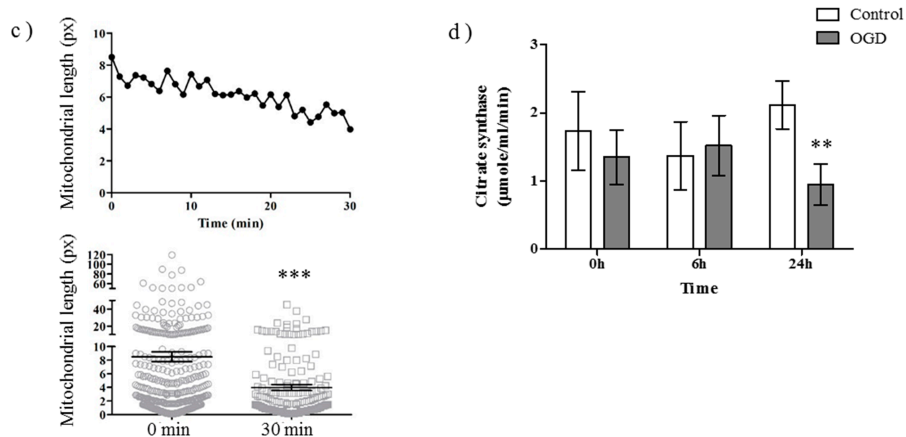 c )
Mitochondrial length (px)
10
8
6
4
2
0
0
10
20
30
Time (min)
Mitochondrial length (px)
120
100
80
60
40
20
10
8
6
4
2
0
***
0 min
30 min
d )
Control
OGD
Citrate synthase
(µmole/ml/min)
3
2
1
0
**
0h
6h
24h
Time